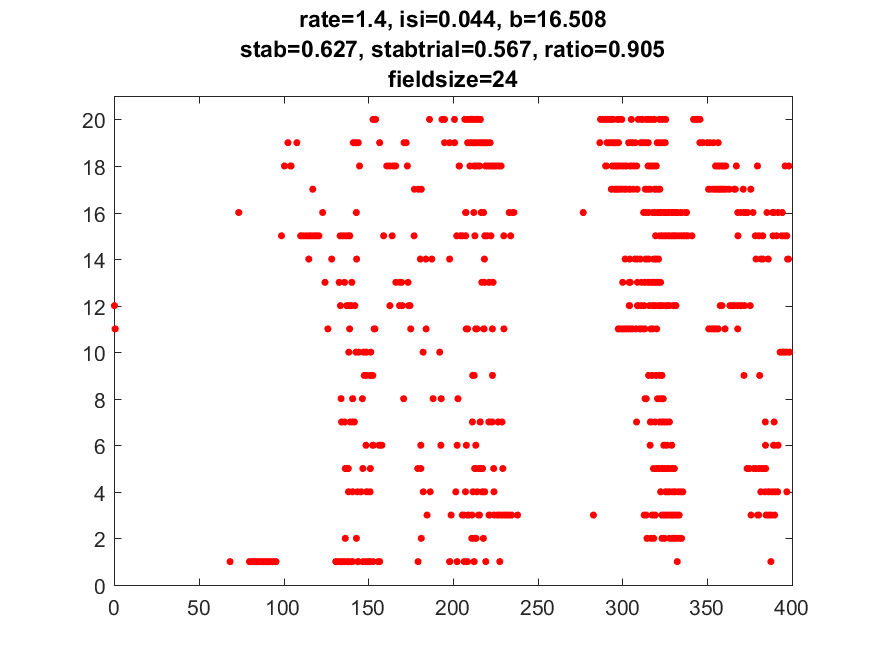 rate=1.4, isi=0.044, b=16.508
stab=0.627, stabtrial=0.567, ratio=0.905
fieldsize=24
20
18
16
14
12
10
8
6
4
2
0
0 50 100 150 200 250 300 350 400